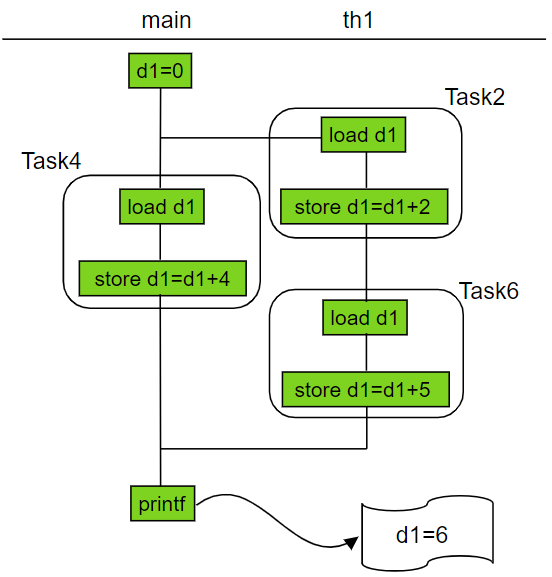 main
th1
d1=0
Task2
load d1
Task4
load d1
store d1=d1+2
store d1=d1+4
Task6
load d1
store d1=d1+5
printf
d1=6